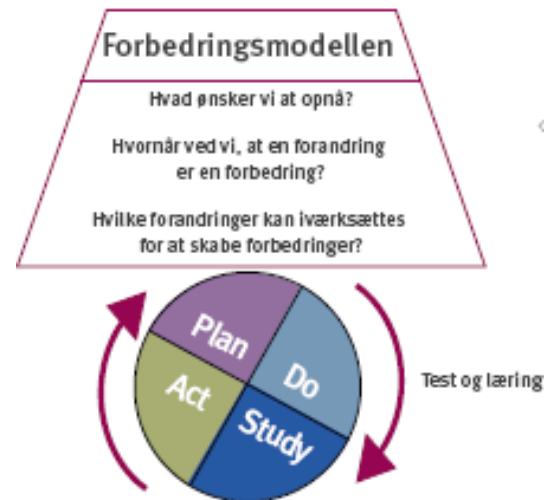 Forbedringsmodellen
Hvad ønsker vi at opnå?
Hvornår ved vi, at en forandring
er en forbedring?
Hvilke forandringer kan iværksættes
for at skabe forbedringer?
Plan
Do
Act
Study
Test og læring